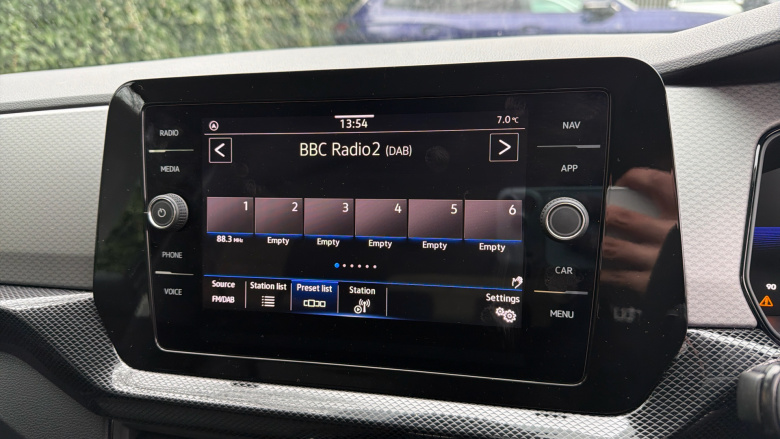 RADIO
MEDIA
PHONE
VOICE
13:54
7.0 °C
BBC Radio2 (DAB)
1 2 3 4 5 6
88.3 MHz Empty Empty Empty Empty Empty
Source
FM/DAB
Station list
Preset list
Station
Settings
NAV
APP
CAR
MENU
90